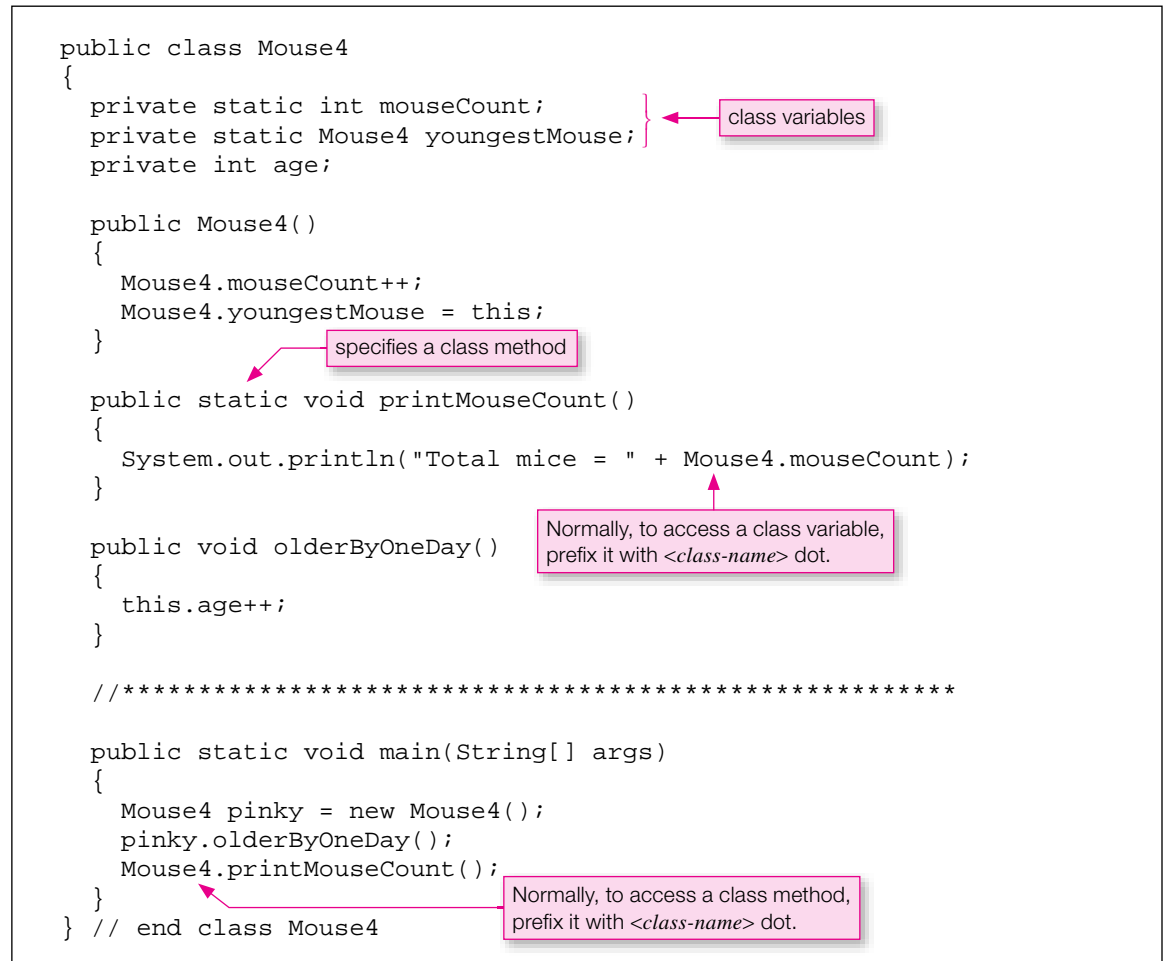 public class Mouse4
{
private static int mouseCount;
private static Mouse4 youngestMouse;
class variables
private int age;
public Mouse4()
{
Mouse4.mouseCount++;
Mouse4.youngestMouse = this;
}
specifies a class method
public static void printMouseCount()
{
System.out.println("Total mice = " + Mouse4.mouseCount);
}
Normally, to access a class variable,
prefix it with <class-name> dot.
public void olderByOneDay()
{
this.age++;
}
//*******************************************************
public static void main(String[] args)
{
Mouse4 pinky = new Mouse4();
pinky.olderByOneDay();
Mouse4.printMouseCount();
}
Normally, to access a class method,
prefix it with <class-name> dot.
} // end class Mouse4